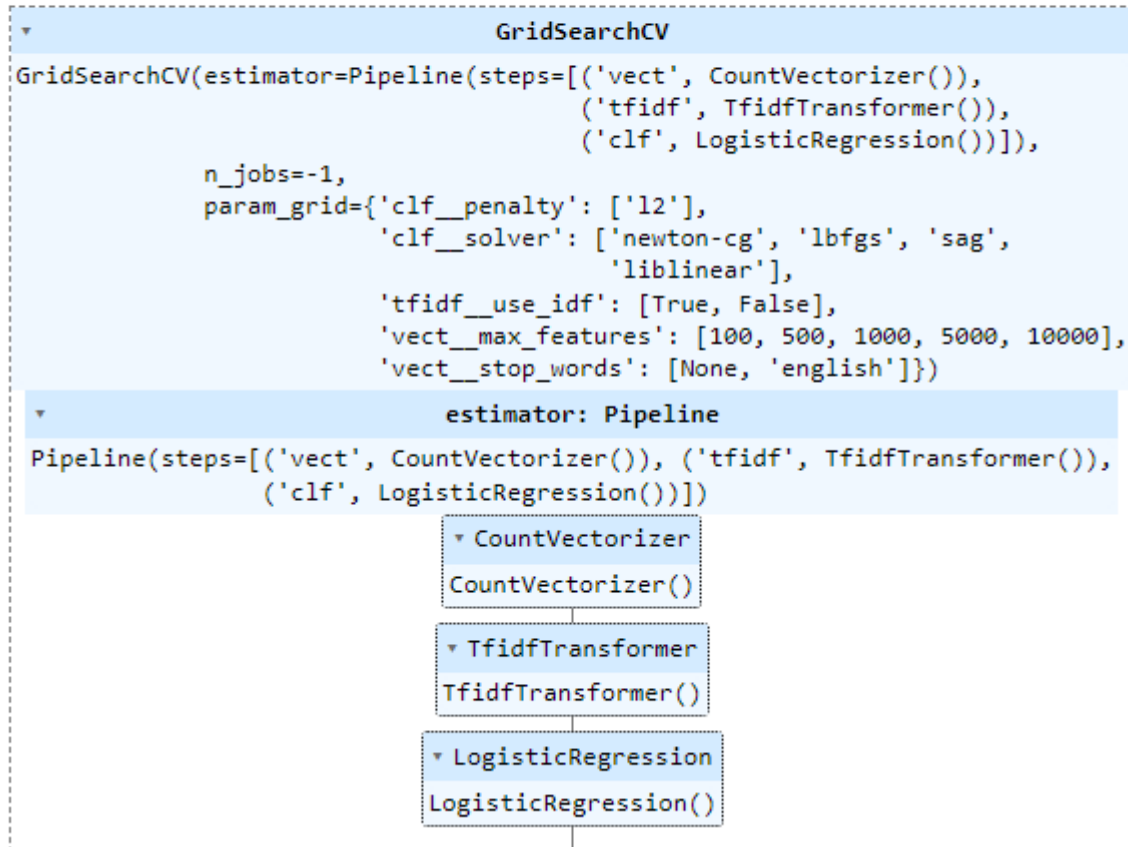 GridSearchCV
GridSearchCV(estimator=Pipeline(steps=[('vect', CountVectorizer()),
('tfidf', TfidfTransformer()),
('clf', LogisticRegression())]),
n_jobs=-1,
param_grid={'clf__penalty': ['l2'],
'clf__solver': ['newton-cg', 'lbfgs', 'sag',
'liblinear'],
'tfidf__use_idf': [True, False],
'vect__max_features': [100, 500, 1000, 5000, 10000],
'vect__stop_words': [None, 'english']})
estimator: Pipeline
Pipeline(steps=[('vect', CountVectorizer()), ('tfidf', TfidfTransformer()),
('clf', LogisticRegression())])
CountVectorizer
CountVectorizer()
TfidfTransformer
TfidfTransformer()
LogisticRegression
LogisticRegression()